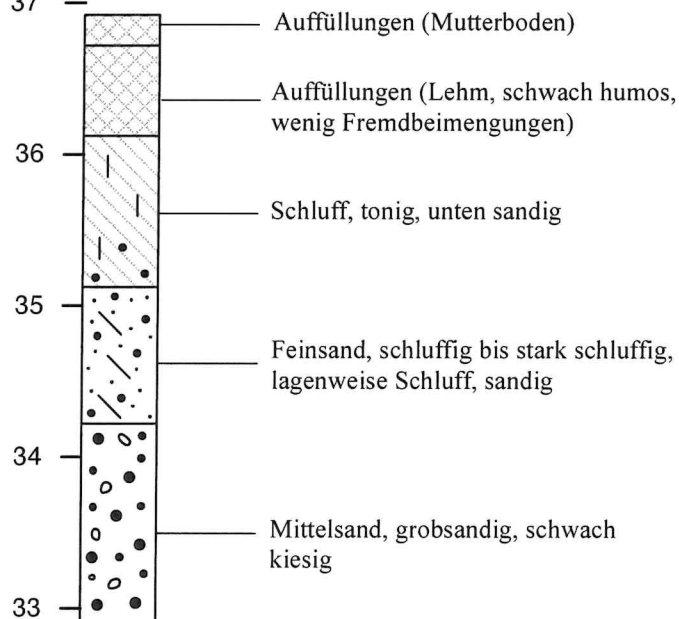 37
Auffüllungen (Mutterboden)
Auffüllungen (Lehm, schwach humos,
wenig Fremdbeimengungen)
36
Schluff, tonig, unten sandig
35
Feinsand, schluffig bis stark schluffig,
lagenweise Schluff, sandig
34
Mittelsand, grobsandig, schwach
kiesig
33